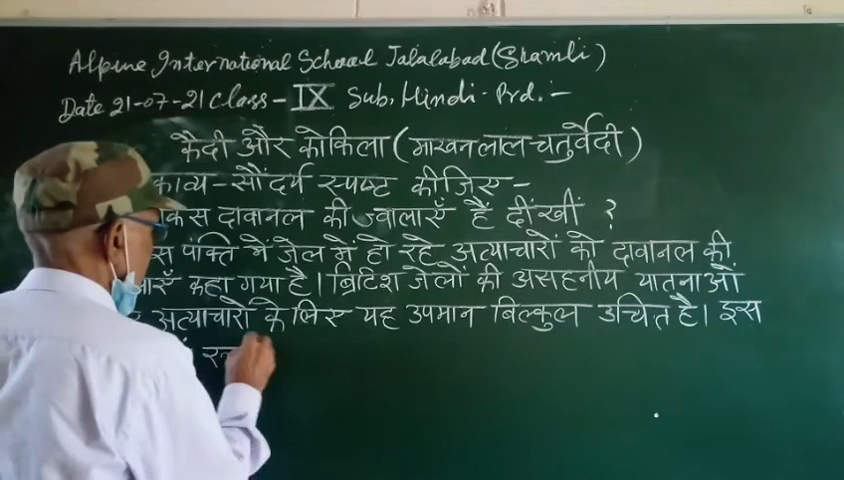 Alpine International School Jalalabad (Shamli)
Date 21-07-21 Class - IX Sub. Hindi - Prd. :-
कैदी और कोकिला (माखनलाल चतुर्वेदी)
काव्य-सौंदर्य स्पष्ट कीजिए -
दावानल की ज्वालाएँ हैं दीखीं ?
पंक्ति में जेल में हो रहे अत्याचारों को दावानल की
कहा गया है। ब्रिटिश जेलों की असहनीय यातनाओं
अत्याचारों के लिए यह उपमान बिल्कुल उचित है। इस